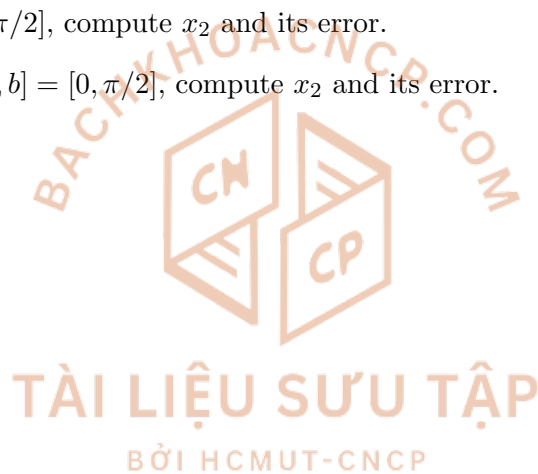 π/2], compute x₂ and its error.
, b] = [0, π/2], compute x₂ and its error.
BACHKHOACNCP.COM
CN
CP
TÀI LIỆU SƯU TẬP
BỞI HCMUT-CNCP